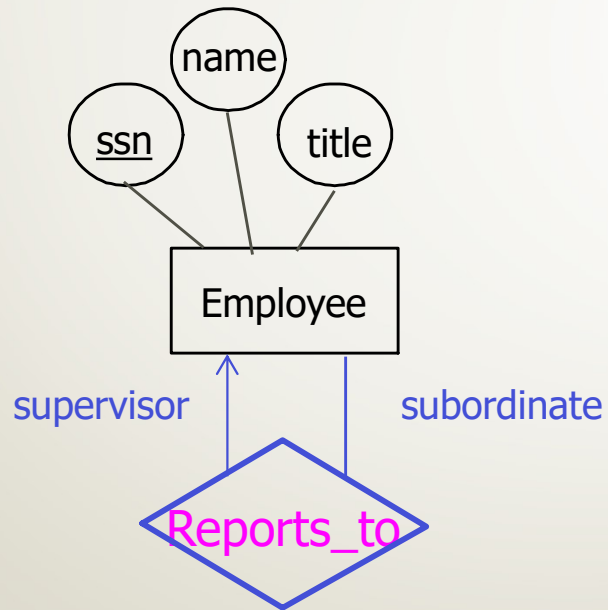 name
ssn
title
Employee
supervisor
subordinate
Reports_to